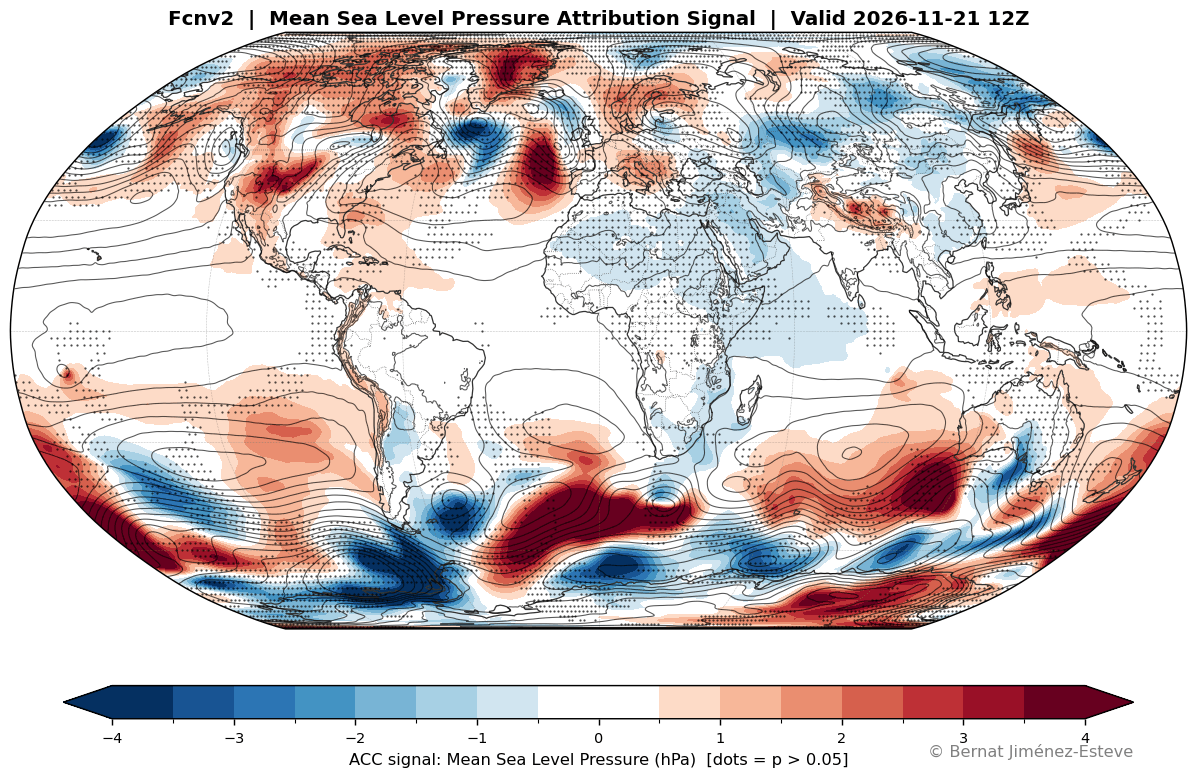 Fcnv2 | Mean Sea Level Pressure Attribution Signal | Valid 2026-11-21 12Z
−4 −3 −2 −1 0 1 2 3 4
ACC signal: Mean Sea Level Pressure (hPa) [dots = p > 0.05]
© Bernat Jiménez-Esteve